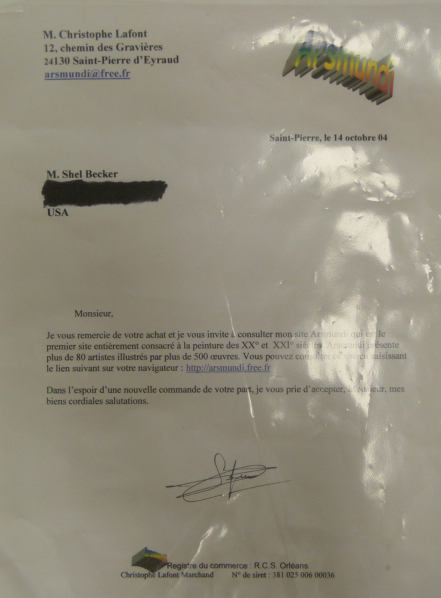 M. Christophe Lafont
12, chemin des Gravières
24130 Saint-Pierre d'Eyraud
arsmundi@free.fr
Arsmundi
Saint-Pierre, le 14 octobre 04
M. Shel Becker
USA
Monsieur,
Je vous remercie de votre achat et je vous invite à consulter mon site Arsmundi qui est le
premier site entièrement consacré à la peinture des XX° et XXI° siècles. Arsmundi présente
plus de 80 artistes illustrés par plus de 500 œuvres. Vous pouvez consulter en saisissant
le lien suivant sur votre navigateur : http://arsmundi.free.fr
Dans l'espoir d'une nouvelle commande de votre part, je vous prie d'accepter, Monsieur, mes
biens cordiales salutations.
Registre du commerce : R.C.S. Orléans
Christophe Lafont Marchand N° de siret : 381 025 006 00036